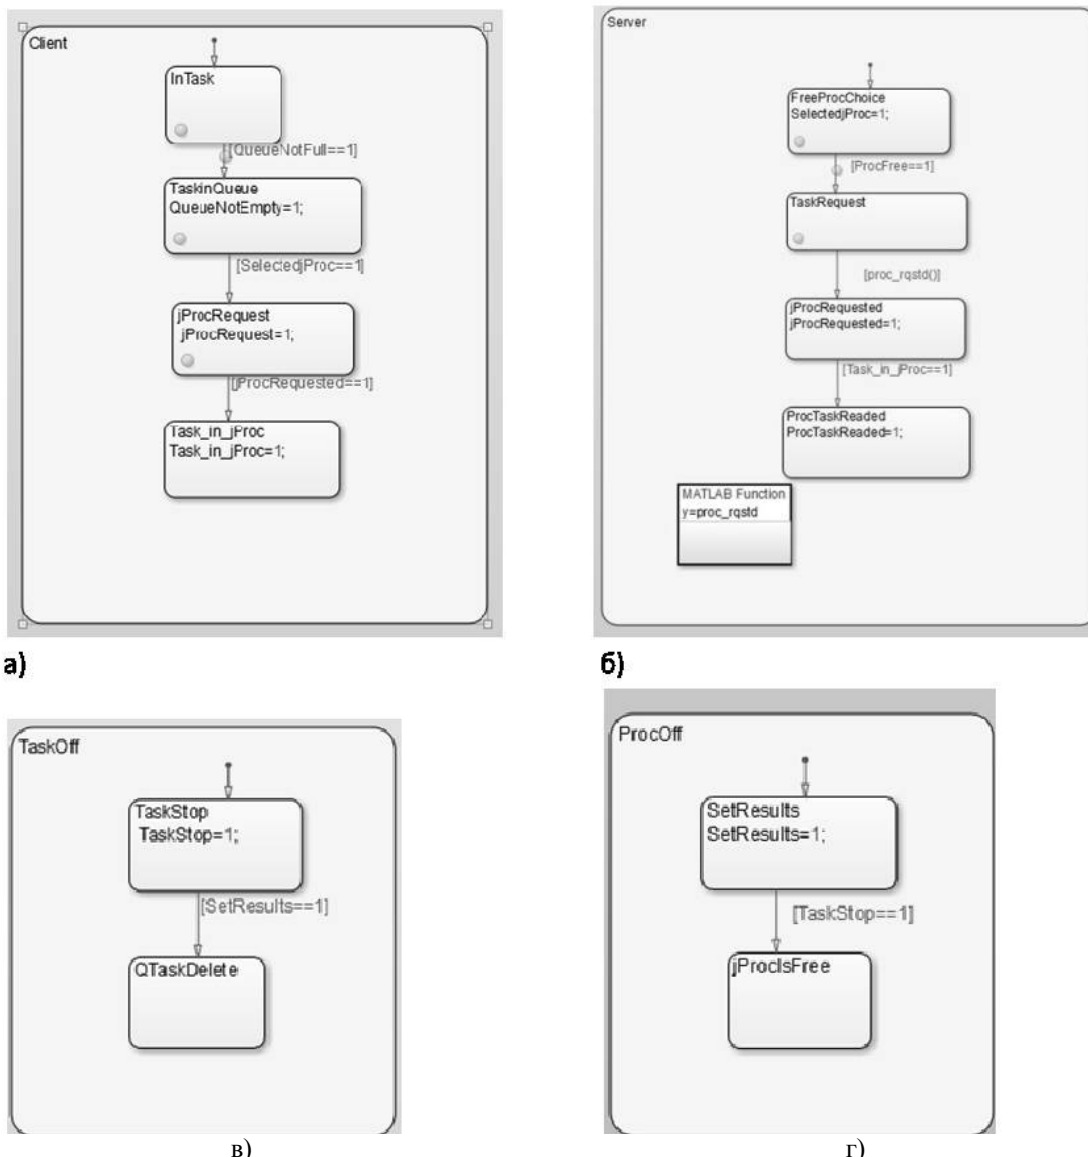 Client
InTask
[QueueNotFull==1]
TaskinQueue
QueueNotEmpty=1;
[SelectedjProc==1]
jProcRequest
jProcRequest=1;
[jProcRequested==1]
Task_in_jProc
Task_in_jProc=1;
а)
Server
FreeProcChoice
SelectedjProc=1;
[ProcFree==1]
TaskRequest
[proc_rqstd()]
jProcRequested
jProcRequested=1;
[Task_in_jProc==1]
ProcTaskReaded
ProcTaskReaded=1;
MATLAB Function
y=proc_rqstd
б)
TaskOff
TaskStop
TaskStop=1;
[SetResults==1]
QTaskDelete
в)
ProcOff
SetResults
SetResults=1;
[TaskStop==1]
jProcIsFree
г)